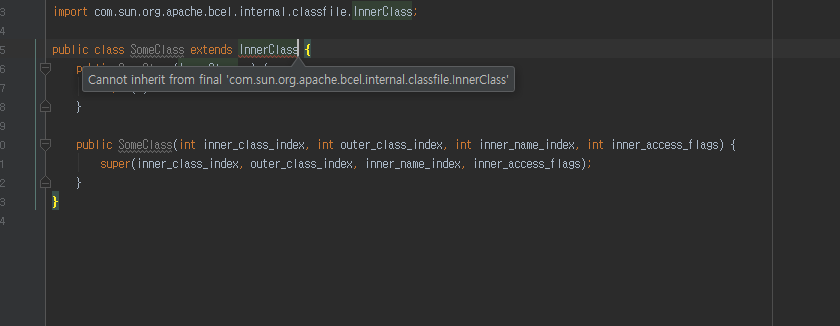 3 import com.sun.org.apache.bcel.internal.classfile.InnerClass;
4
5 public class SomeClass extends InnerClass {
6
Cannot inherit from final 'com.sun.org.apache.bcel.internal.classfile.InnerClass'
7
8 }
9
0 public SomeClass(int inner_class_index, int outer_class_index, int inner_name_index, int inner_access_flags) {
1 super(inner_class_index, outer_class_index, inner_name_index, inner_access_flags);
2 }
3 }
4